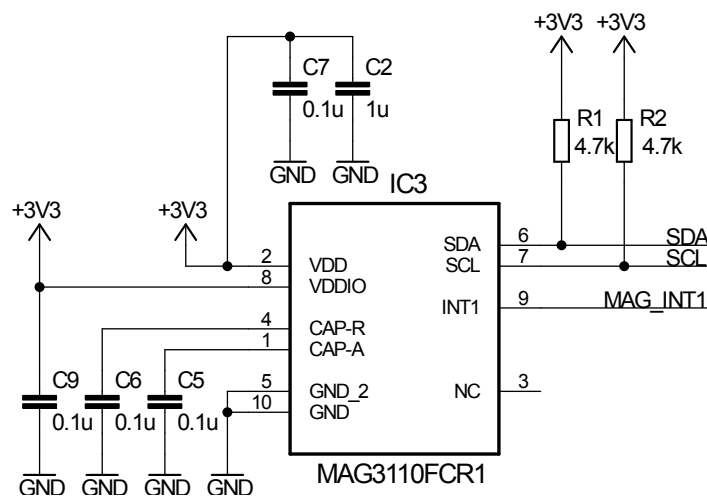 +3V3 +3V3
C7 C2
0.1u 1u
R1 R2
4.7k 4.7k
GND GND
IC3
+3V3 +3V3
6 SDA SDA
7 SCL SCL
2 VDD
8 VDDIO
9 INT1 MAG_INT1
4 CAP-R
1 CAP-A
C9 C6 C5
0.1u 0.1u 0.1u
5 GND_2
10 GND
NC 3
GND GND GND GND
MAG3110FCR1